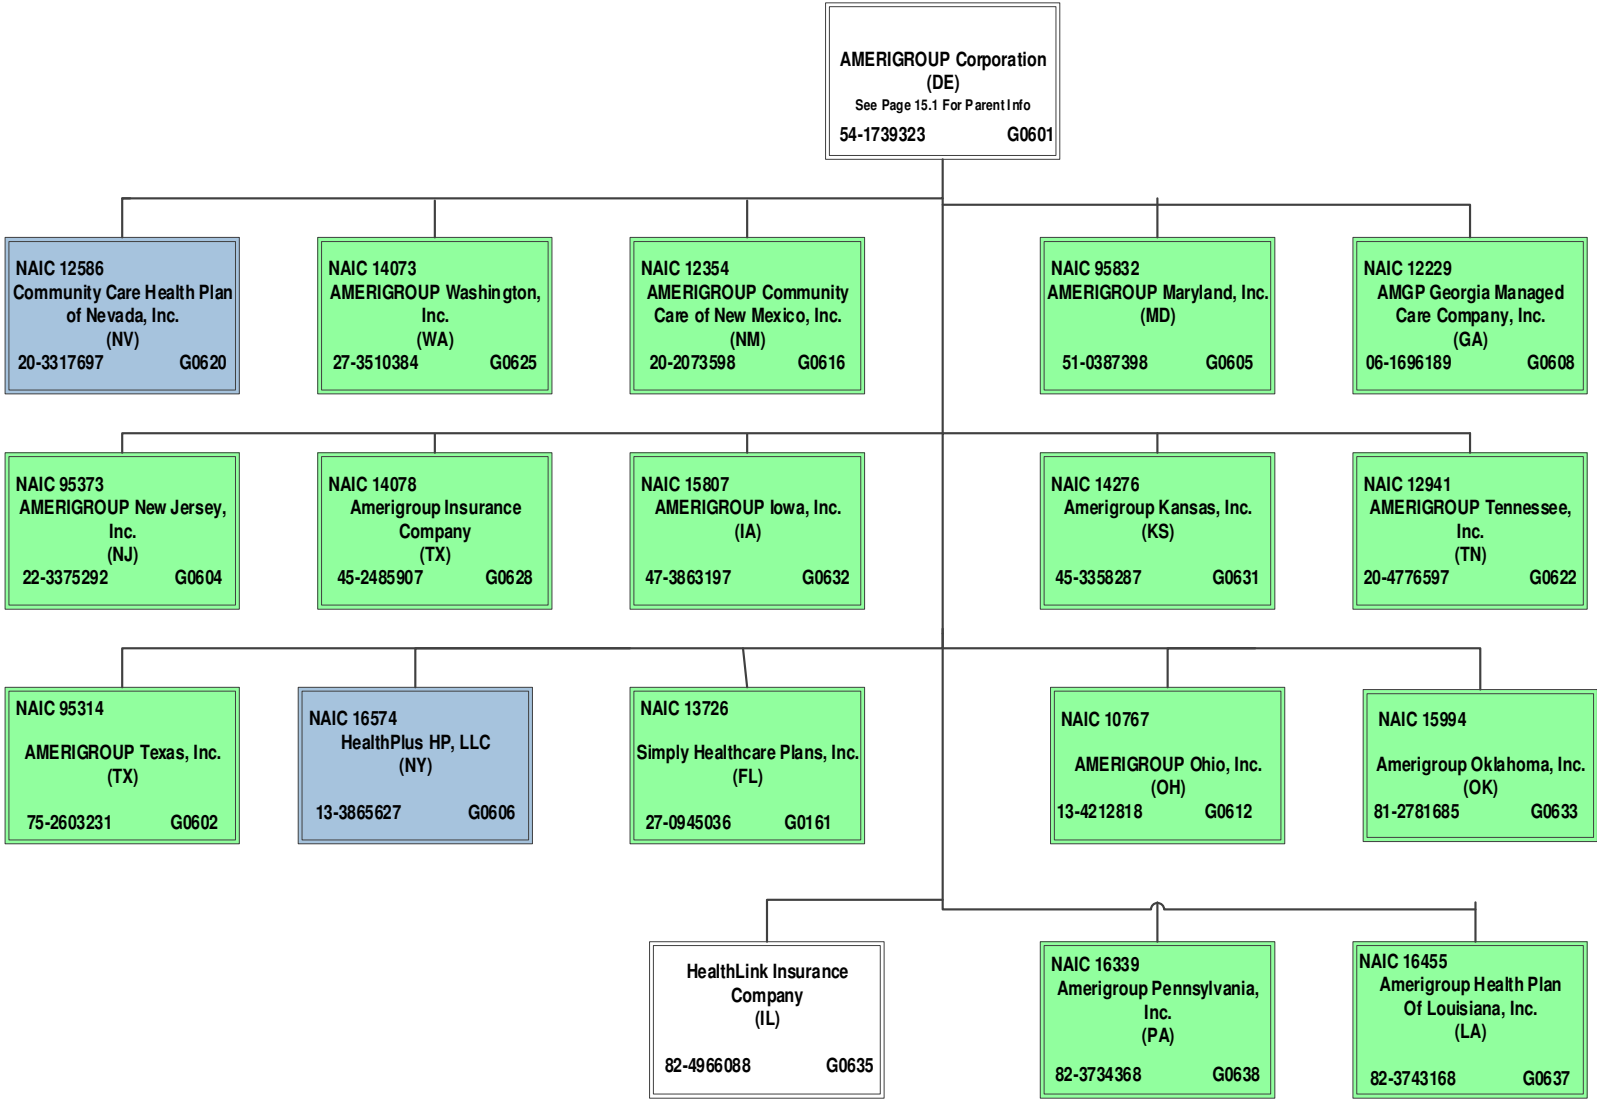 AMERIGROUP Corporation
(DE)
See Page 15.1 For Parent Info
54-1739323 G0601
NAIC 12586
Community Care Health Plan
of Nevada, Inc.
(NV)
20-3317697 G0620
NAIC 14073
AMERIGROUP Washington,
Inc.
(WA)
27-3510384 G0625
NAIC 12354
AMERIGROUP Community
Care of New Mexico, Inc.
(NM)
20-2073598 G0616
NAIC 95832
AMERIGROUP Maryland, Inc.
(MD)
51-0387398 G0605
NAIC 12229
AMGP Georgia Managed
Care Company, Inc.
(GA)
06-1696189 G0608
NAIC 95373
AMERIGROUP New Jersey,
Inc.
(NJ)
22-3375292 G0604
NAIC 14078
Amerigroup Insurance
Company
(TX)
45-2485907 G0628
NAIC 15807
AMERIGROUP Iowa, Inc.
(IA)
47-3863197 G0632
NAIC 14276
Amerigroup Kansas, Inc.
(KS)
45-3358287 G0631
NAIC 12941
AMERIGROUP Tennessee,
Inc.
(TN)
20-4776597 G0622
NAIC 95314
AMERIGROUP Texas, Inc.
(TX)
75-2603231 G0602
NAIC 16574
HealthPlus HP, LLC
(NY)
13-3865627 G0606
NAIC 13726
Simply Healthcare Plans, Inc.
(FL)
27-0945036 G0161
NAIC 10767
AMERIGROUP Ohio, Inc.
(OH)
13-4212818 G0612
NAIC 15994
Amerigroup Oklahoma, Inc.
(OK)
81-2781685 G0633
HealthLink Insurance
Company
(IL)
82-4966088 G0635
NAIC 16339
Amerigroup Pennsylvania,
Inc.
(PA)
82-3734368 G0638
NAIC 16455
Amerigroup Health Plan
Of Louisiana, Inc.
(LA)
82-3743168 G0637